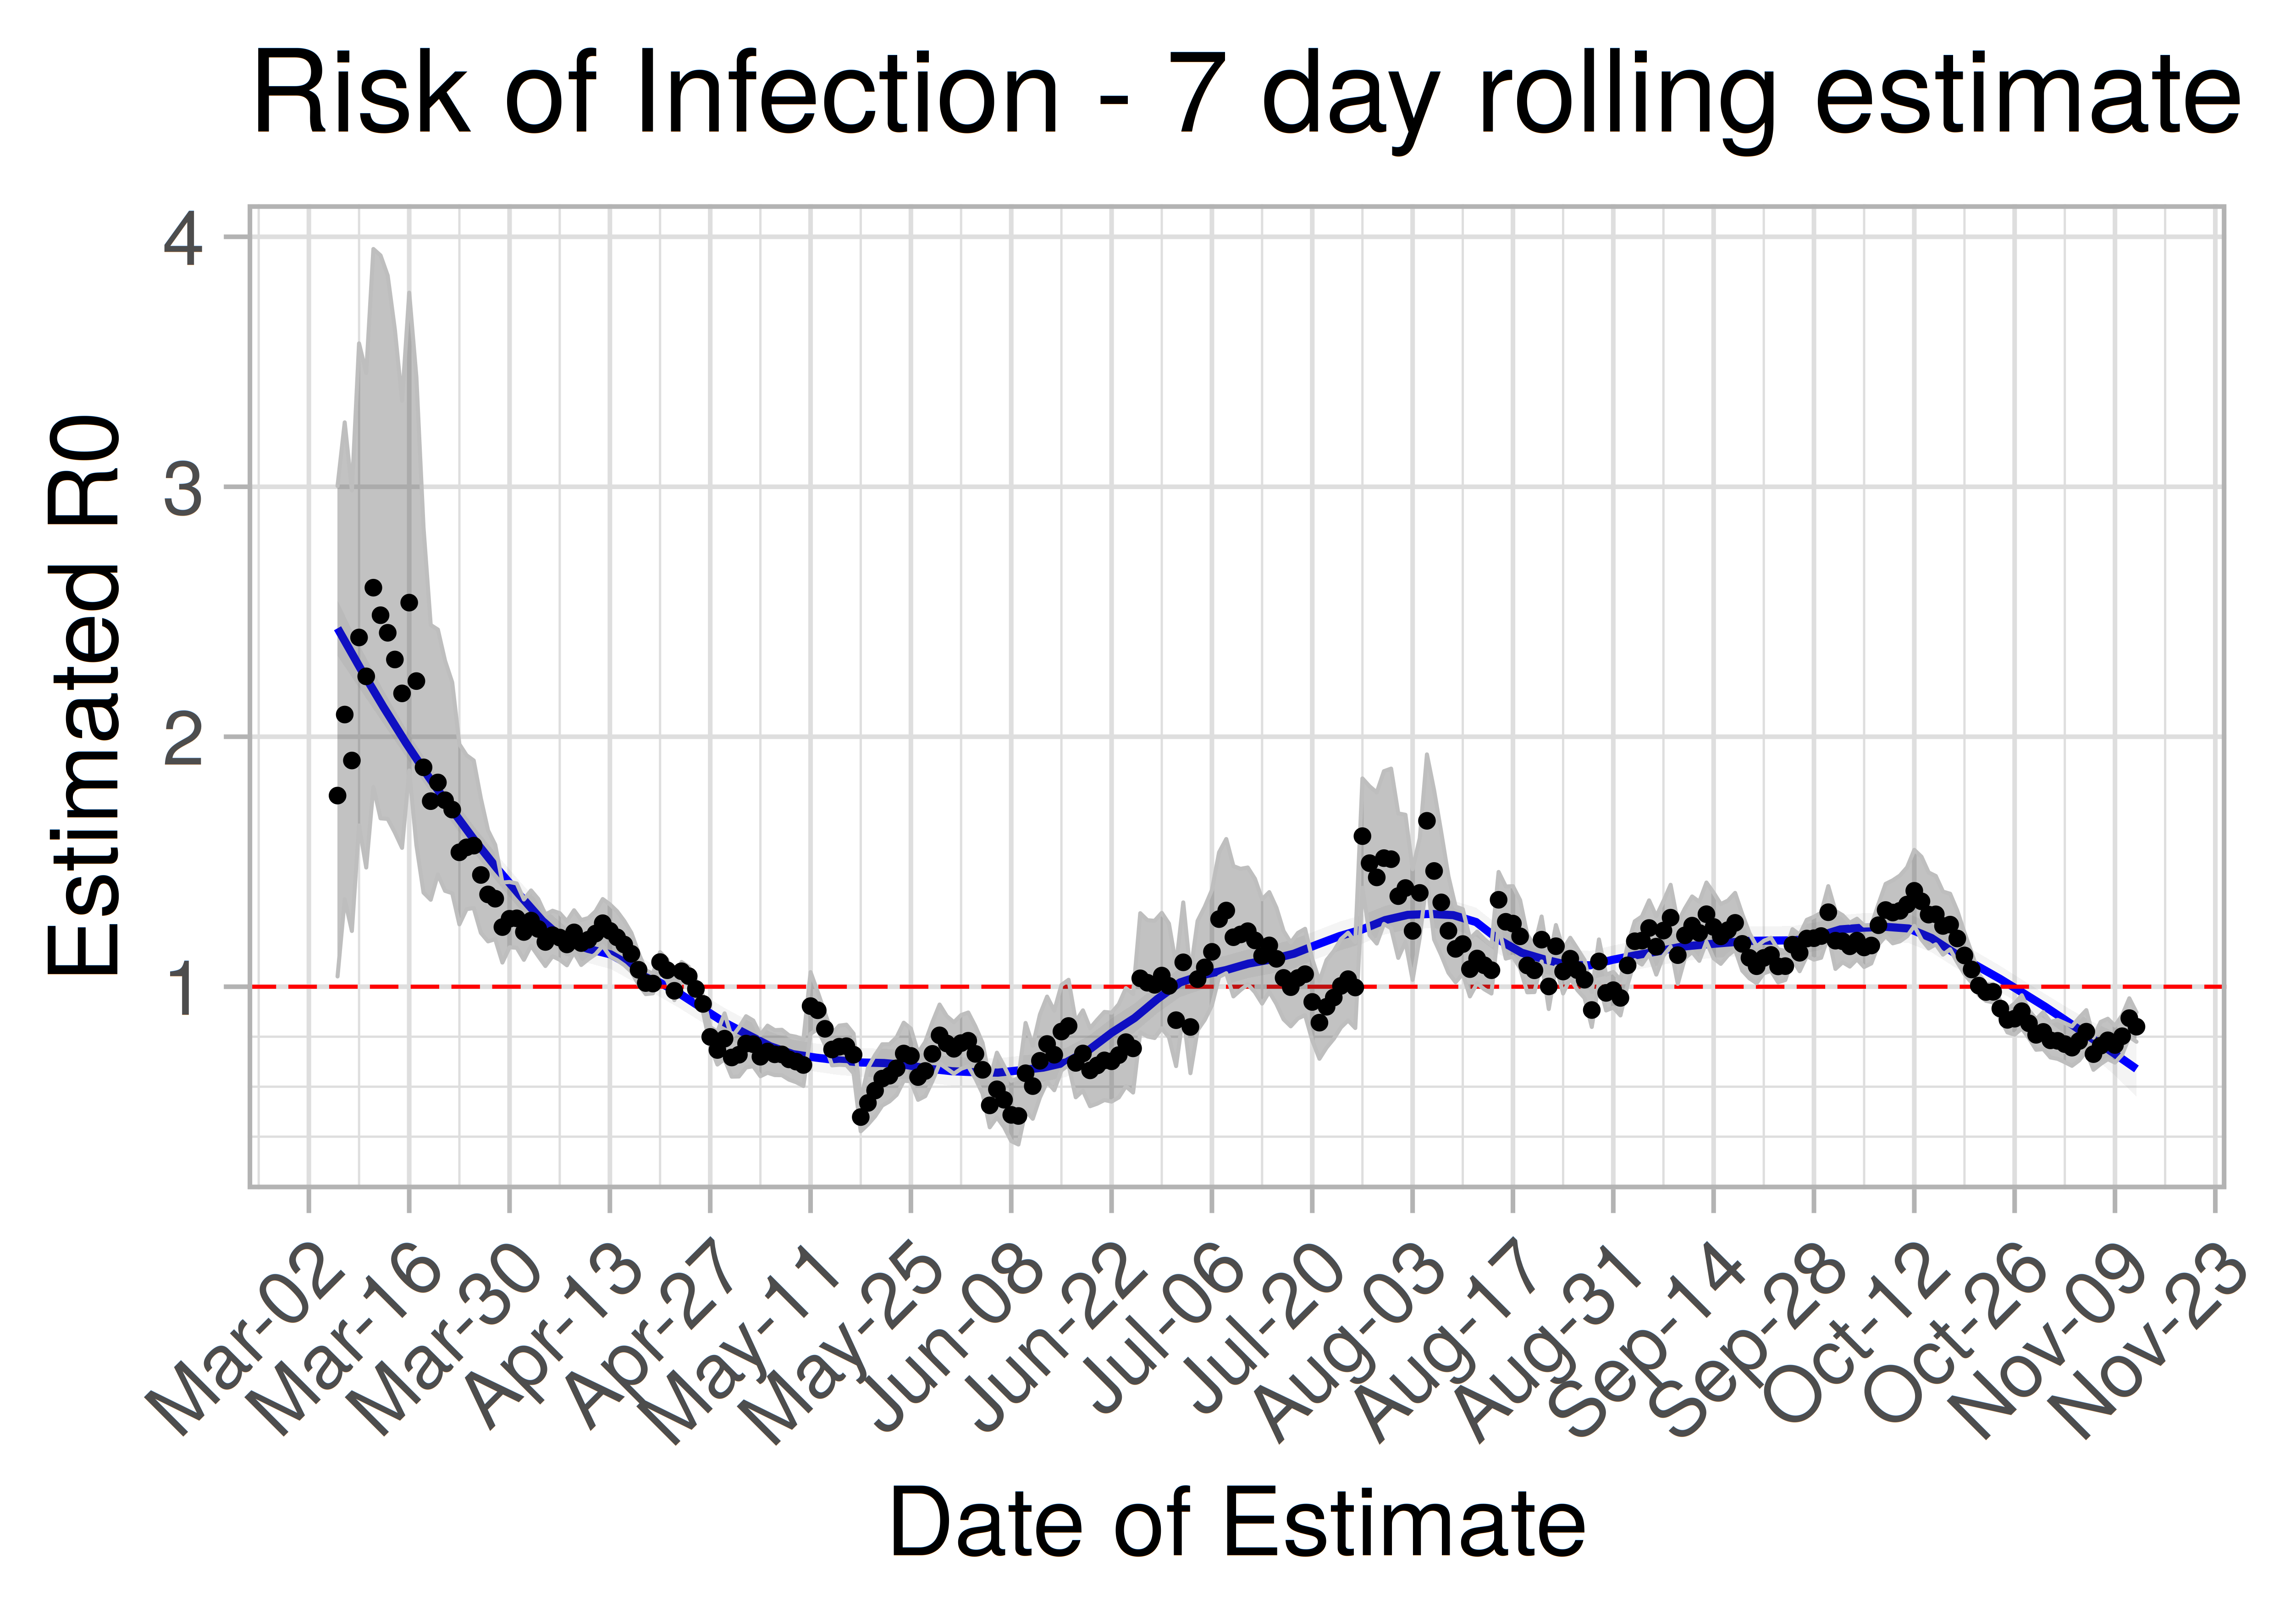 Risk of Infection - 7 day rolling estimate
Estimated R0
4
3
2
1
Mar-02
Mar-16
Mar-30
Apr-13
Apr-27
May-11
May-25
Jun-08
Jun-22
Jul-06
Jul-20
Aug-03
Aug-17
Aug-31
Sep-14
Sep-28
Oct-12
Oct-26
Nov-09
Nov-23
Date of Estimate